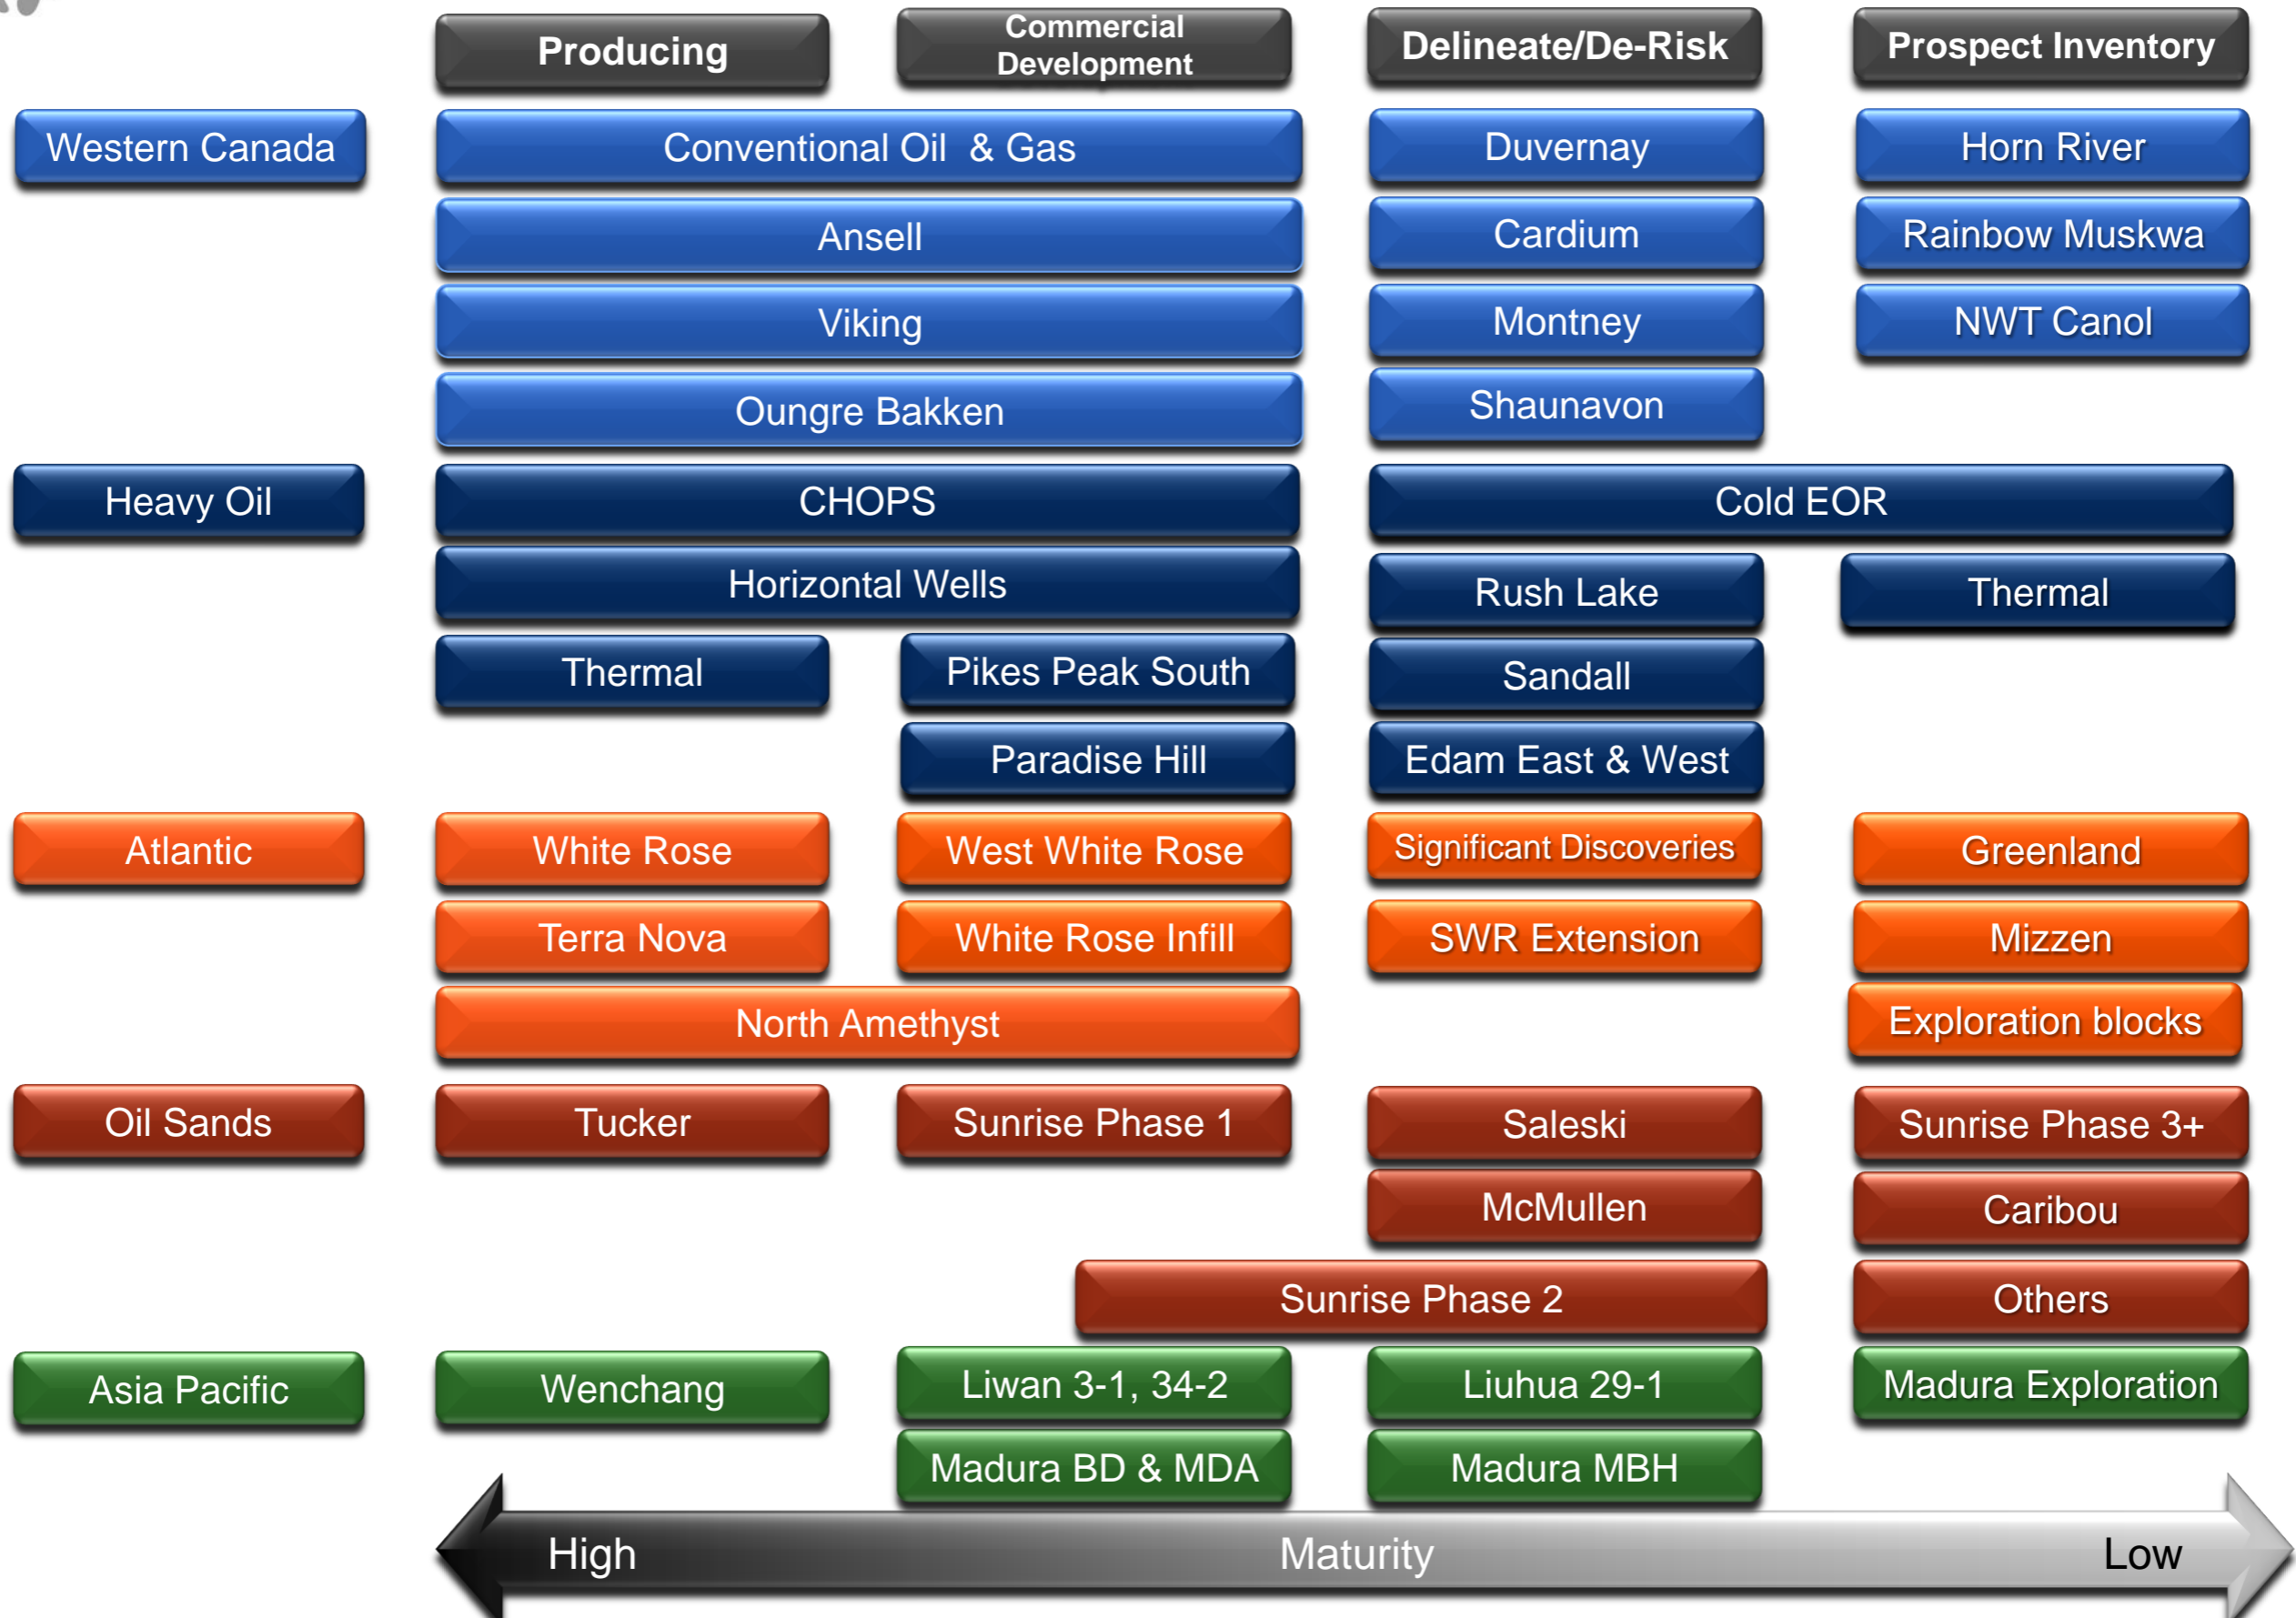 Producing
Commercial
Development
Delineate/De-Risk
Prospect Inventory
Western Canada
Conventional Oil & Gas
Duvernay
Horn River
Ansell
Cardium
Rainbow Muskwa
Viking
Montney
NWT Canol
Oungre Bakken
Shaunavon
Heavy Oil
CHOPS
Cold EOR
Horizontal Wells
Rush Lake
Thermal
Thermal
Pikes Peak South
Sandall
Paradise Hill
Edam East & West
Atlantic
White Rose
West White Rose
Significant Discoveries
Greenland
Terra Nova
White Rose Infill
SWR Extension
Mizzen
North Amethyst
Exploration blocks
Oil Sands
Tucker
Sunrise Phase 1
Saleski
Sunrise Phase 3+
McMullen
Caribou
Sunrise Phase 2
Others
Asia Pacific
Wenchang
Liwan 3-1, 34-2
Liuhua 29-1
Madura Exploration
Madura BD & MDA
Madura MBH
High
Maturity
Low